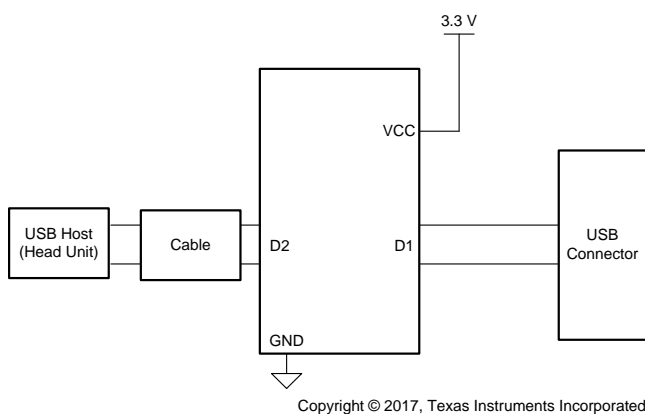 3.3 V
VCC
USB Host
(Head Unit)
Cable
D2
D1
USB
Connector
GND
Copyright © 2017, Texas Instruments Incorporated